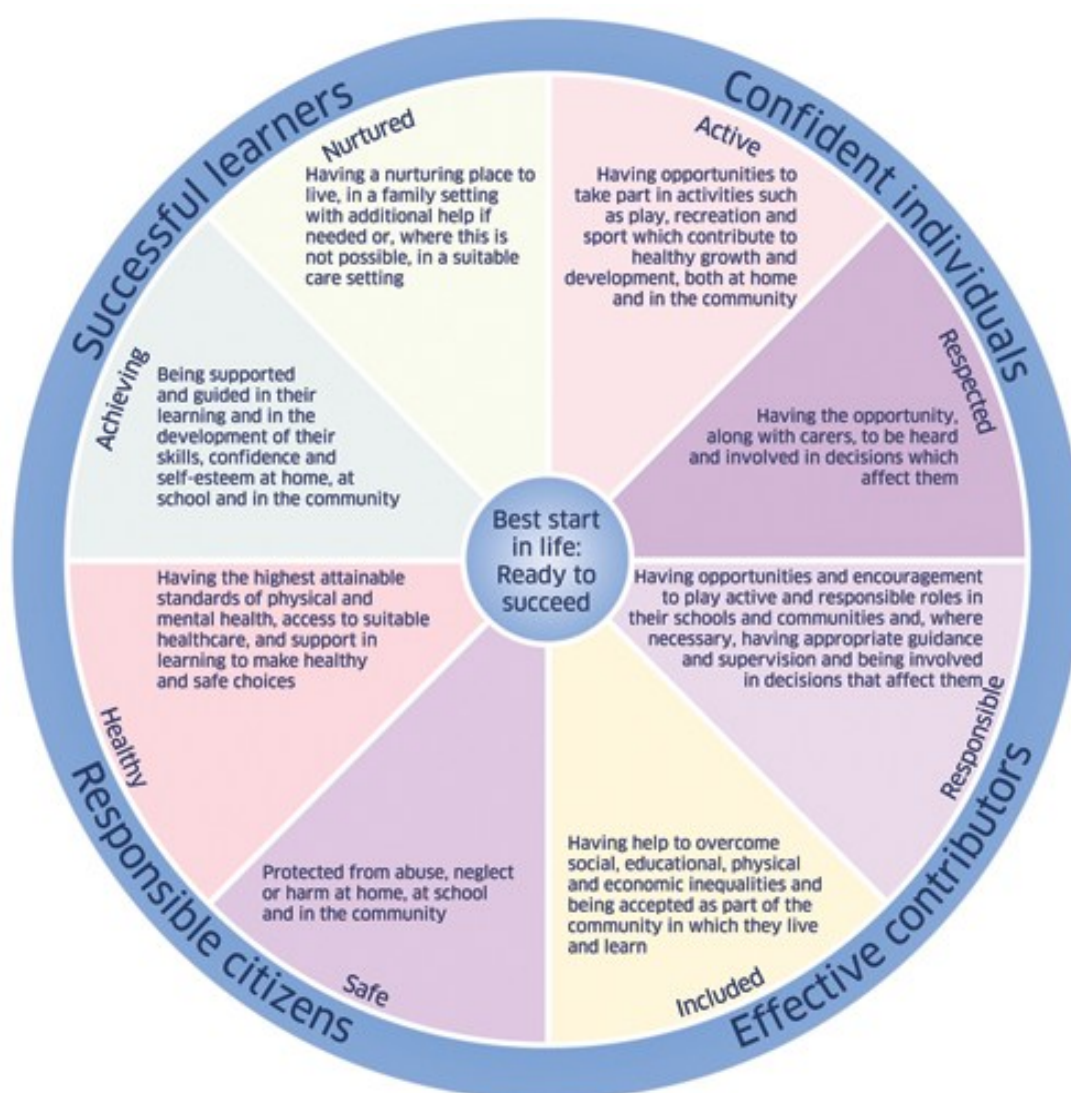 Successful learners
Confident individuals
Nurtured
Having a nurturing place to
live, in a family setting
with additional help if
needed or, where this is
not possible, in a suitable
care setting
Active
Having opportunities to
take part in activities such
as play, recreation and
sport which contribute to
healthy growth and
development, both at home
and in the community
Respected
Having the opportunity,
along with carers, to be heard
and involved in decisions which
affect them
Achieving
Being supported
and guided in their
learning and in the
development of their
skills, confidence and
self-esteem at home, at
school and in the community
Best start
in life:
Ready to
succeed
Having opportunities and encouragement
to play active and responsible roles in
their schools and communities and, where
necessary, having appropriate guidance
and supervision and being involved
in decisions that affect them
Responsible
Having the highest attainable
standards of physical and
mental health, access to suitable
healthcare, and support in
learning to make healthy
and safe choices
Healthy
Protected from abuse, neglect
or harm at home, at school
and in the community
Safe
Having help to overcome
social, educational, physical
and economic inequalities and
being accepted as part of the
community in which they live
and learn
Included
Responsible citizens
Effective contributors